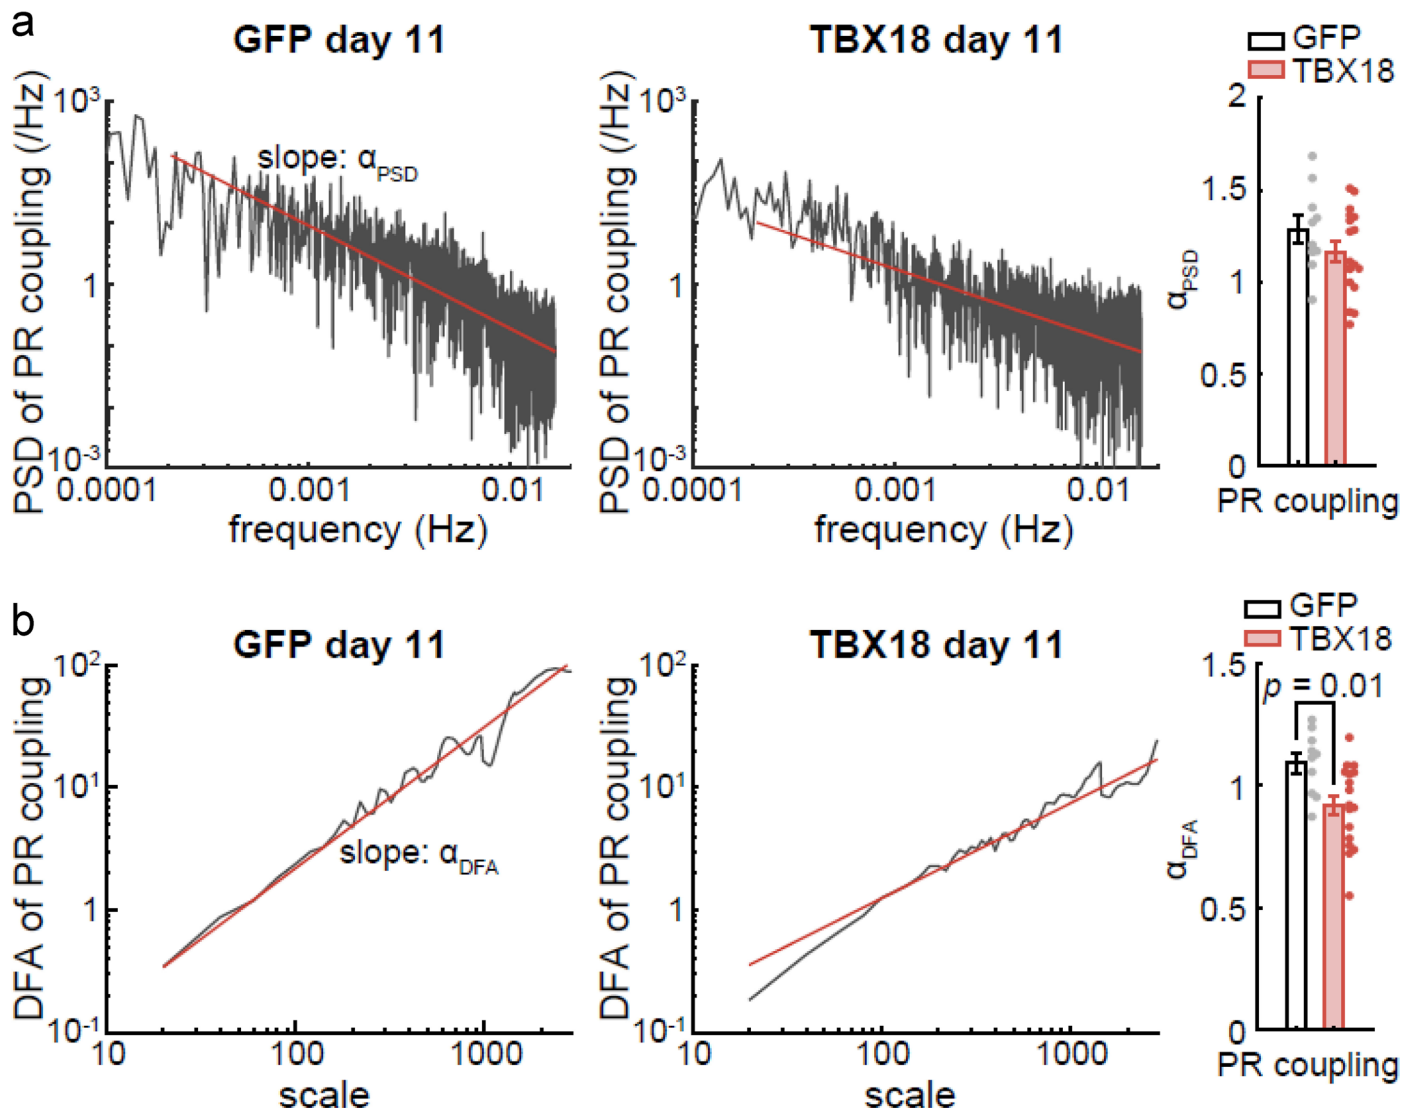 a
GFP day 11
TBX18 day 11
GFP
TBX18
PSD of PR coupling (/Hz)
10³
1
10⁻³
slope: α_PSD
0.0001 0.001 0.01
frequency (Hz)
PSD of PR coupling (/Hz)
10³
1
10⁻³
0.0001 0.001 0.01
frequency (Hz)
α_PSD
2
1.5
1
0.5
0
PR coupling
b
GFP day 11
TBX18 day 11
GFP
TBX18
DFA of PR coupling
10²
10¹
1
10⁻¹
slope: α_DFA
10 100 1000
scale
DFA of PR coupling
10²
10¹
1
10⁻¹
10 100 1000
scale
α_DFA
1.5
p = 0.01
1
0.5
0
PR coupling